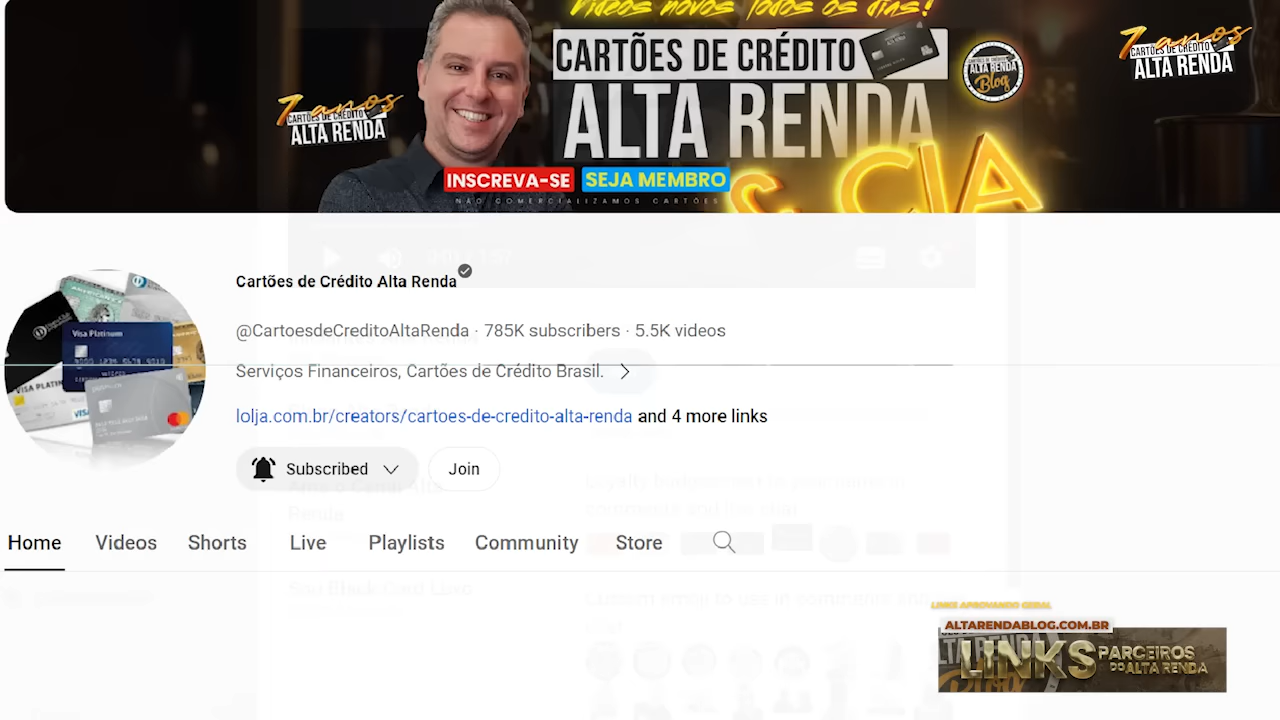 Vídeos novos Todos os dias!
CARTÕES DE CRÉDITO
ALTA RENDA
& CIA
7 anos
CARTÕES DE CRÉDITO
ALTA RENDA
ALTA RENDA
Blog
7 anos
CARTÕES DE CRÉDITO
ALTA RENDA
INSCREVA-SE
SEJA MEMBRO
NÃO COMERCIALIZAMOS CARTÕES
Cartões de Crédito Alta Renda
@CartoesdeCreditoAltaRenda · 785K subscribers · 5.5K videos
Serviços Financeiros, Cartões de Crédito Brasil.
lolja.com.br/creators/cartoes-de-credito-alta-renda and 4 more links
Visa Platinum
Subscribed
Join
Home Videos Shorts Live Playlists Community Store
LINKS APROVANDO GERAL
ALTARENDABLOG.COM.BR
LINKS PARCEIROS
DO ALTA RENDA